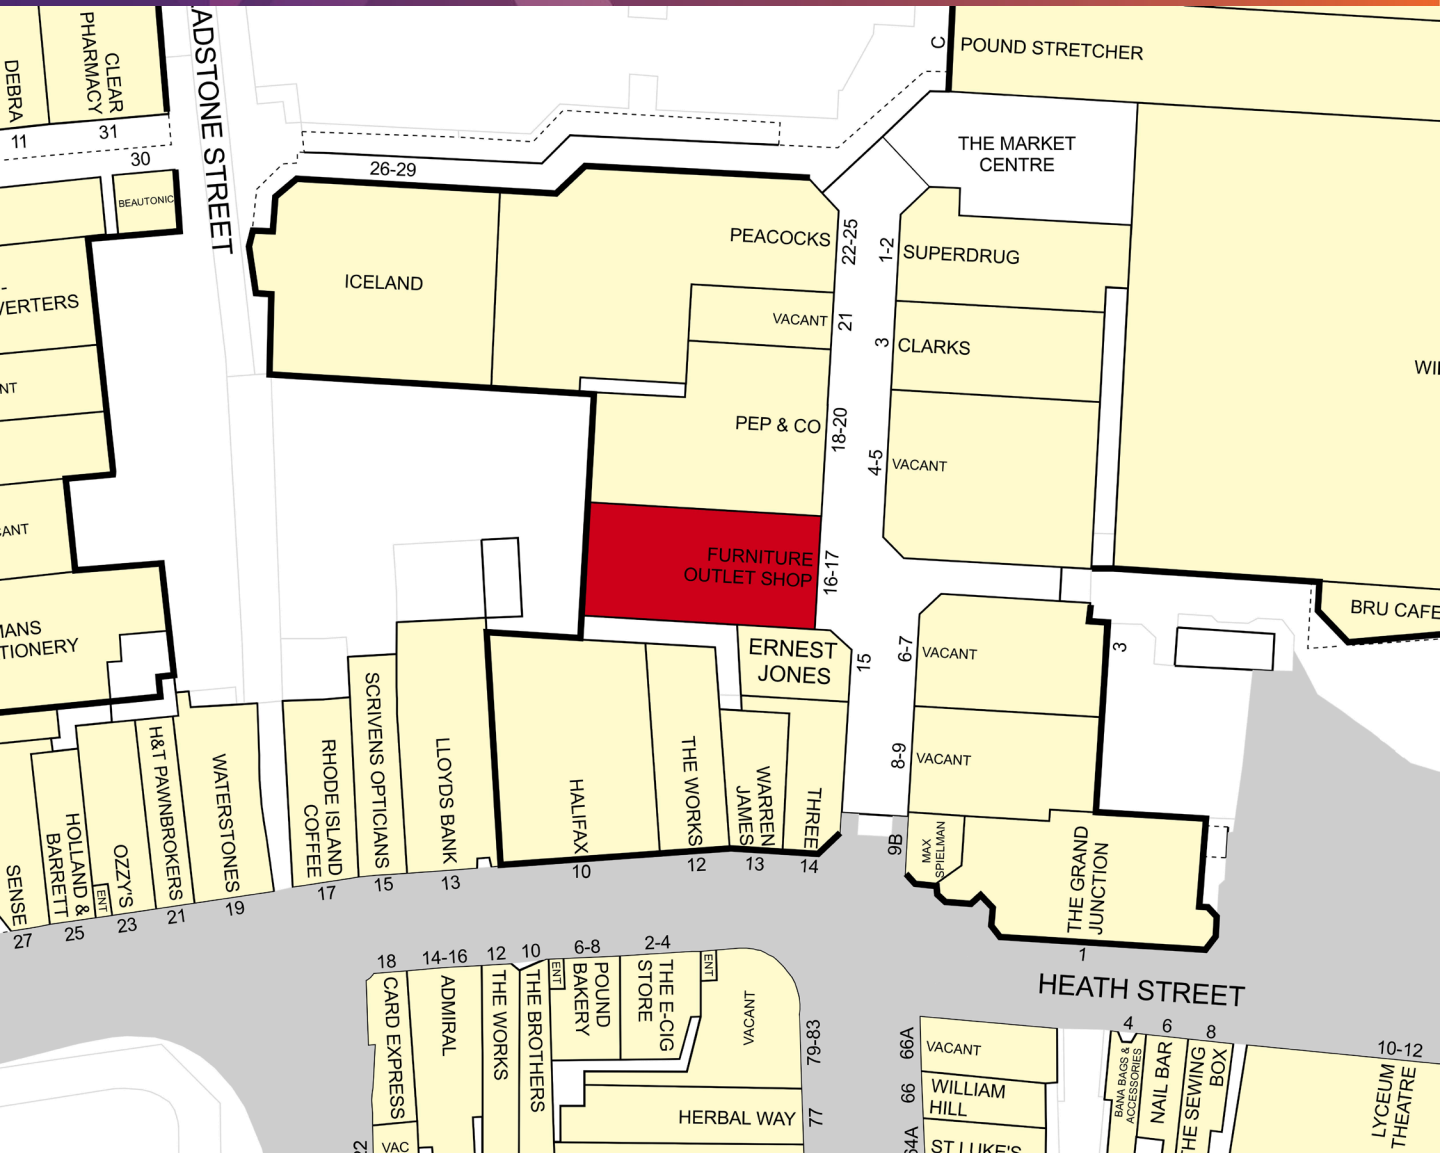 DEBRA
CLEAR
PHARMACY
11
31
30
BEAUTONIC
ADSTONE STREET
26-29
C
POUND STRETCHER
THE MARKET
CENTRE
ICELAND
PEACOCKS
22-25
1-2
SUPERDRUG
-
VERTERS
VACANT
21
3
CLARKS
NT
WI
PEP & CO
18-20
4-5
VACANT
CANT
FURNITURE
OUTLET SHOP
16-17
BRU CAFE
MANS
TIONERY
ERNEST
JONES
15
6-7
VACANT
3
8-9
VACANT
SENSE
HOLLAND &
BARRETT
ENT
OZZY'S
H&T PAWNBROKERS
WATERSTONES
RHODE ISLAND
COFFEE
SCRIVENS OPTICIANS
LLOYDS BANK
HALIFAX
THE WORKS
WARREN
JAMES
THREE
9B
MAX
SPIELMAN
THE GRAND
JUNCTION
27
25
23
21
19
17
15
13
10
12
13
14
1
HEATH STREET
18
14-16
12
10
6-8
2-4
CARD EXPRESS
ADMIRAL
THE WORKS
THE BROTHERS
ENT
POUND
BAKERY
THE E-CIG
STORE
ENT
VACANT
79-83
66A
VACANT
4
6
8
10-12
BANA BAGS &
ACCESSORIES
NAIL BAR
THE SEWING
BOX
LYCEUM
THEATRE
66
WILLIAM
HILL
HERBAL WAY
77
22
VAC
64A
ST LUKE'S